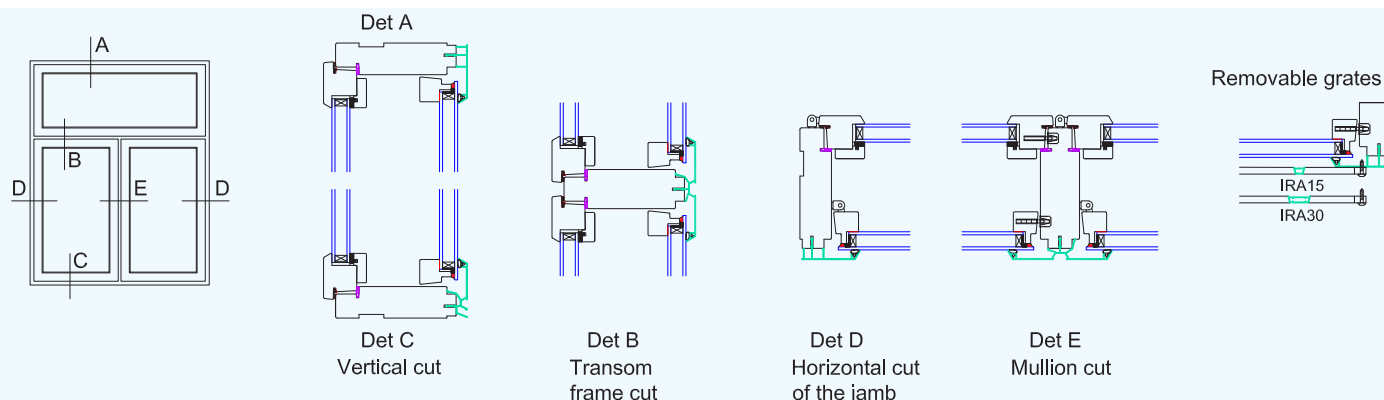 A
B
D
E
D
C
Det A
Det C
Vertical cut
Det B
Transom
frame cut
Det D
Horizontal cut
of the jamb
Det E
Mullion cut
Removable grates
IRA15
IRA30